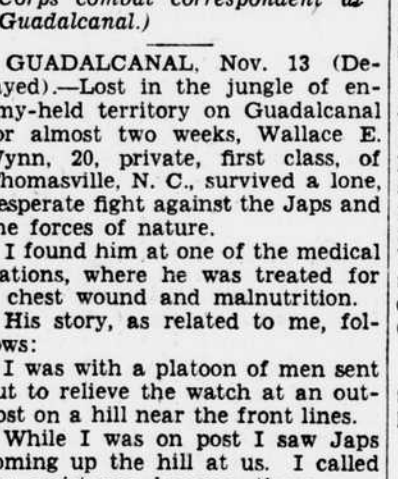 Corps combat correspondent at
Guadalcanal.)
GUADALCANAL, Nov. 13 (De-
ayed).—Lost in the jungle of en-
my-held territory on Guadalcanal
or almost two weeks, Wallace E.
ynn, 20, private, first class, of
homasville, N. C., survived a lone,
esperate fight against the Japs and
he forces of nature.
I found him at one of the medical
ations, where he was treated for
chest wound and malnutrition.
His story, as related to me, fol-
ws:
I was with a platoon of men sent
ut to relieve the watch at an out-
ost on a hill near the front lines.
While I was on post I saw Japs
oming up the hill at us. I called